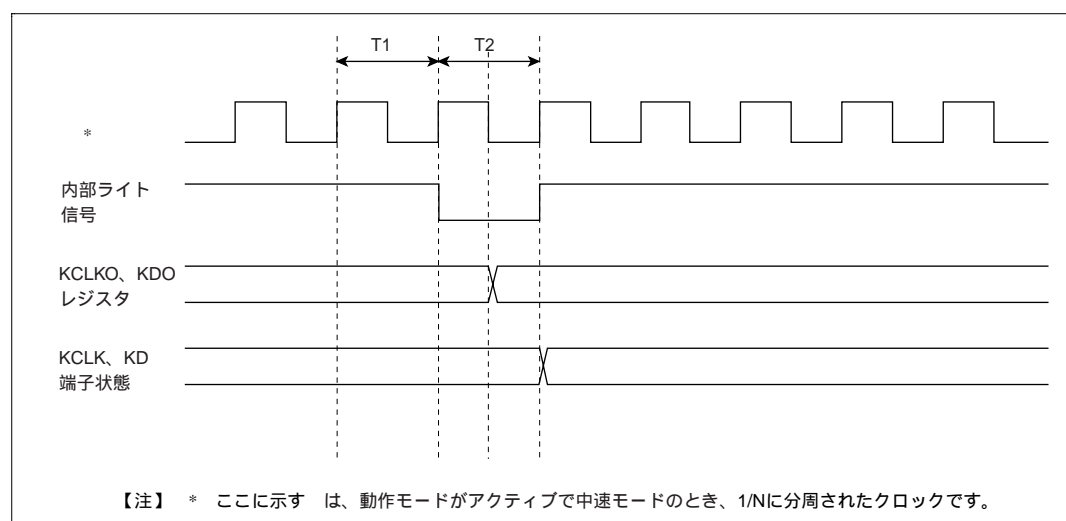 T1 T2
*
内部ライト
信号
KCLKO、KDO
レジスタ
KCLK、KD
端子状態
【注】 * ここに示す は、動作モードがアクティブで中速モードのとき、1/Nに分周されたクロックです。